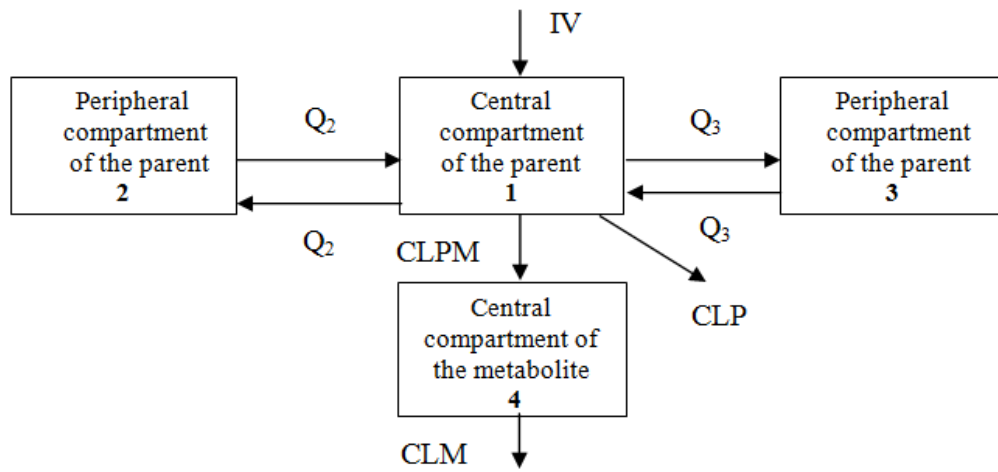 IV
Peripheral
compartment
of the parent
2
Q₂
Q₂
Central
compartment
of the parent
1
Q₃
Q₃
Peripheral
compartment
of the parent
3
CLPM
CLP
Central
compartment of
the metabolite
4
CLM